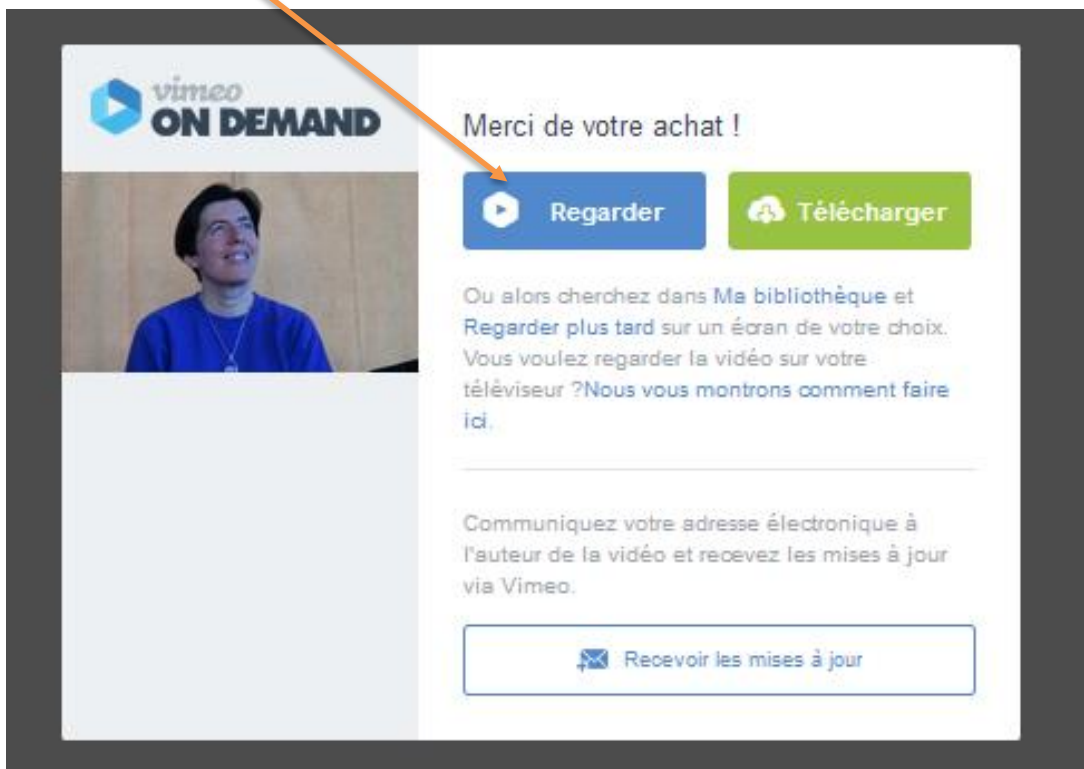 vimeo
ON DEMAND
Merci de votre achat !
Regarder
Télécharger
Ou alors cherchez dans Ma bibliothèque et
Regarder plus tard sur un écran de votre choix.
Vous voulez regarder la vidéo sur votre
téléviseur ?Nous vous montrons comment faire
ici.
Communiquez votre adresse électronique à
l'auteur de la vidéo et recevez les mises à jour
via Vimeo.
Recevoir les mises à jour